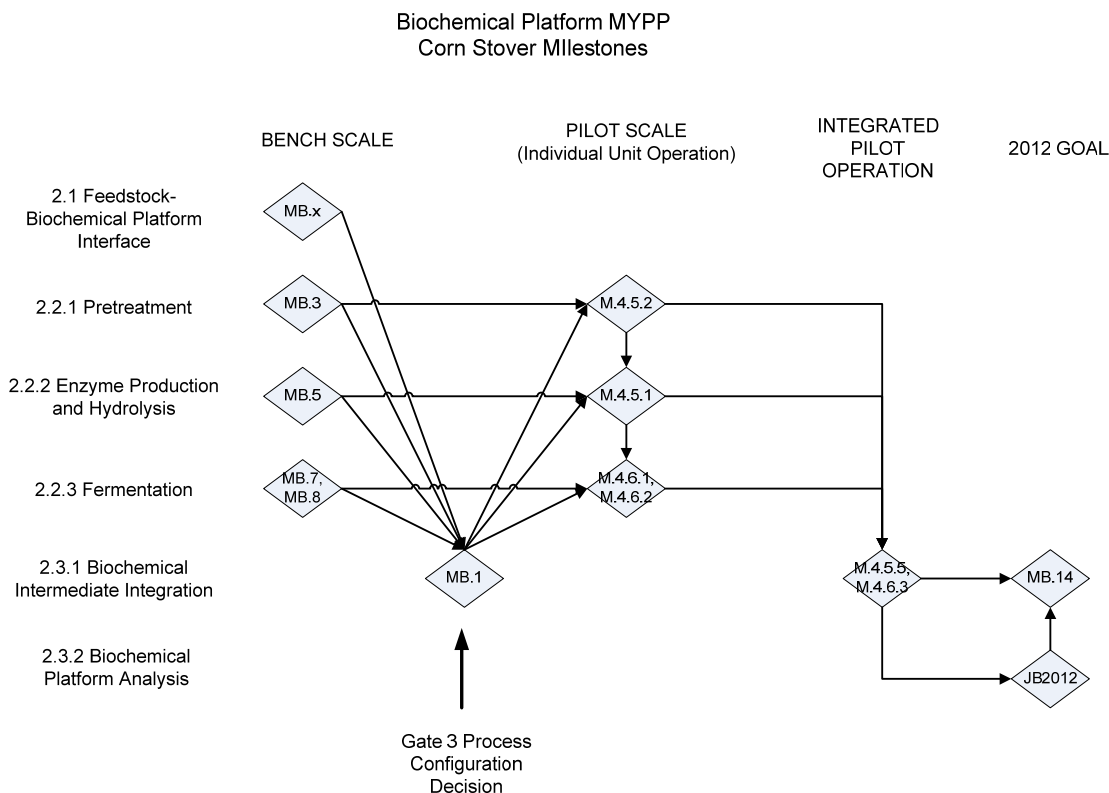 Biochemical Platform MYPP
Corn Stover MIlestones
BENCH SCALE
PILOT SCALE
(Individual Unit Operation)
INTEGRATED
PILOT
OPERATION
2012 GOAL
2.1 Feedstock-
Biochemical Platform
Interface
MB.x
2.2.1 Pretreatment
MB.3
M.4.5.2
2.2.2 Enzyme Production
and Hydrolysis
MB.5
M.4.5.1
2.2.3 Fermentation
MB.7,
MB.8
M.4.6.1,
M.4.6.2
2.3.1 Biochemical
Intermediate Integration
MB.1
M.4.5.5,
M.4.6.3
MB.14
2.3.2 Biochemical
Platform Analysis
JB2012
Gate 3 Process
Configuration
Decision